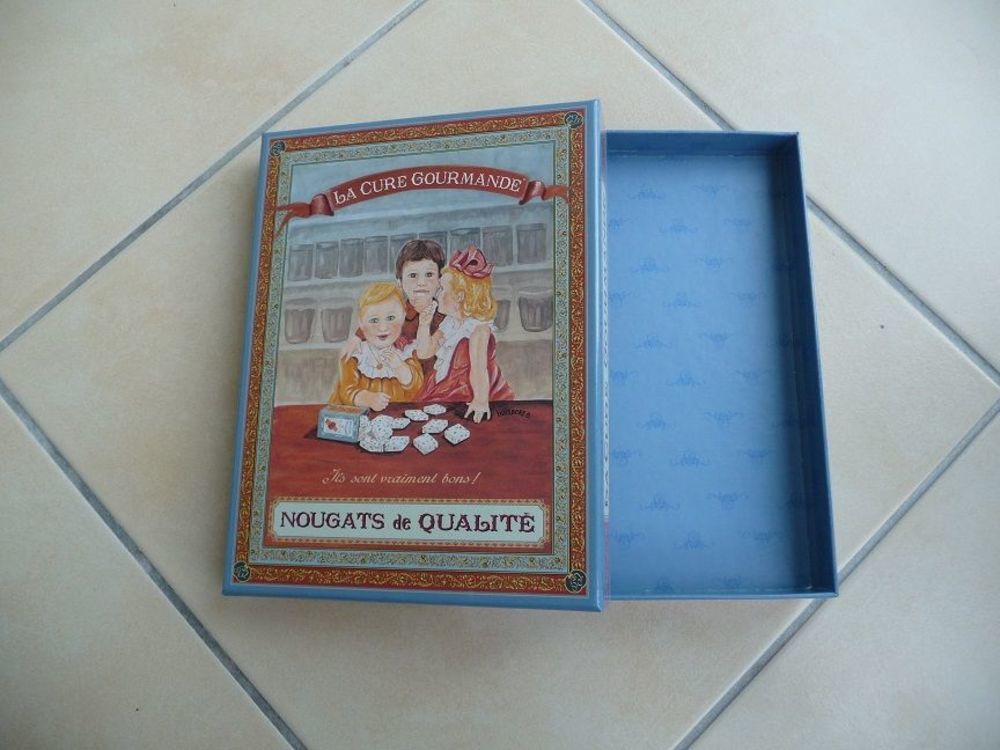 LA CURE GOURMANDE
Ils sont vraiment bons!
NOUGATS de QUALITÉ